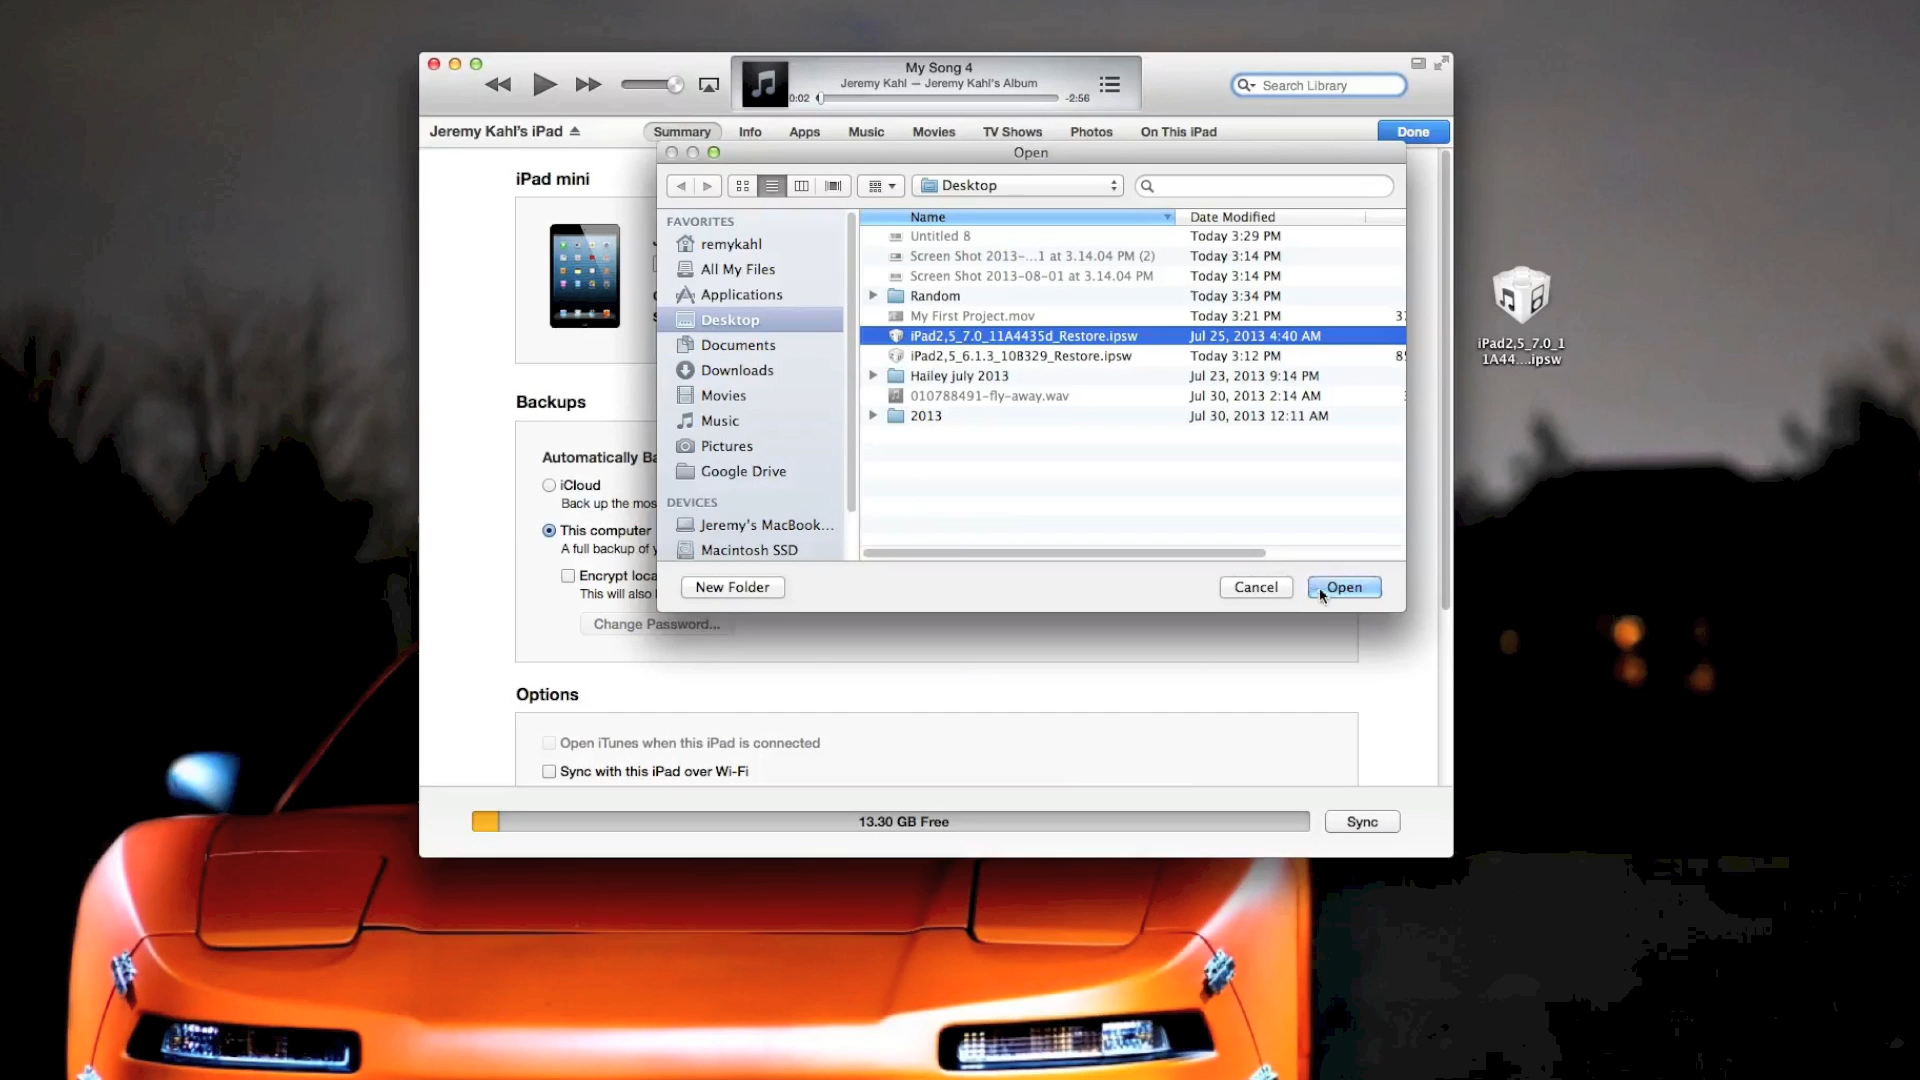 My Song 4
Jeremy Kahl — Jeremy Kahl's Album
0:02
-2:56
Search Library
Jeremy Kahl's iPad
Summary
Info
Apps
Music
Movies
TV Shows
Photos
On This iPad
Done
Open
Desktop
iPad mini
FAVORITES
remykahl
All My Files
Applications
Desktop
Documents
Downloads
Movies
Music
Pictures
Google Drive
DEVICES
Jeremy's MacBook...
Macintosh SSD
Name
Date Modified
Untitled 8
Today 3:29 PM
Screen Shot 2013-...1 at 3.14.04 PM (2)
Today 3:14 PM
Screen Shot 2013-08-01 at 3.14.04 PM
Today 3:14 PM
Random
Today 3:34 PM
My First Project.mov
Today 3:21 PM
iPad2,5_7.0_11A4435d_Restore.ipsw
Jul 25, 2013 4:40 AM
iPad2,5_6.1.3_10B329_Restore.ipsw
Today 3:12 PM
Hailey july 2013
Jul 23, 2013 9:14 PM
010788491-fly-away.wav
Jul 30, 2013 2:14 AM
2013
Jul 30, 2013 12:11 AM
New Folder
Cancel
Open
Backups
Automatically Ba
iCloud
Back up the mos
This computer
A full backup of y
Encrypt loca
This will also
Change Password...
Options
Open iTunes when this iPad is connected
Sync with this iPad over Wi-Fi
13.30 GB Free
Sync
iPad2,5_7.0_1
1A44....ipsw